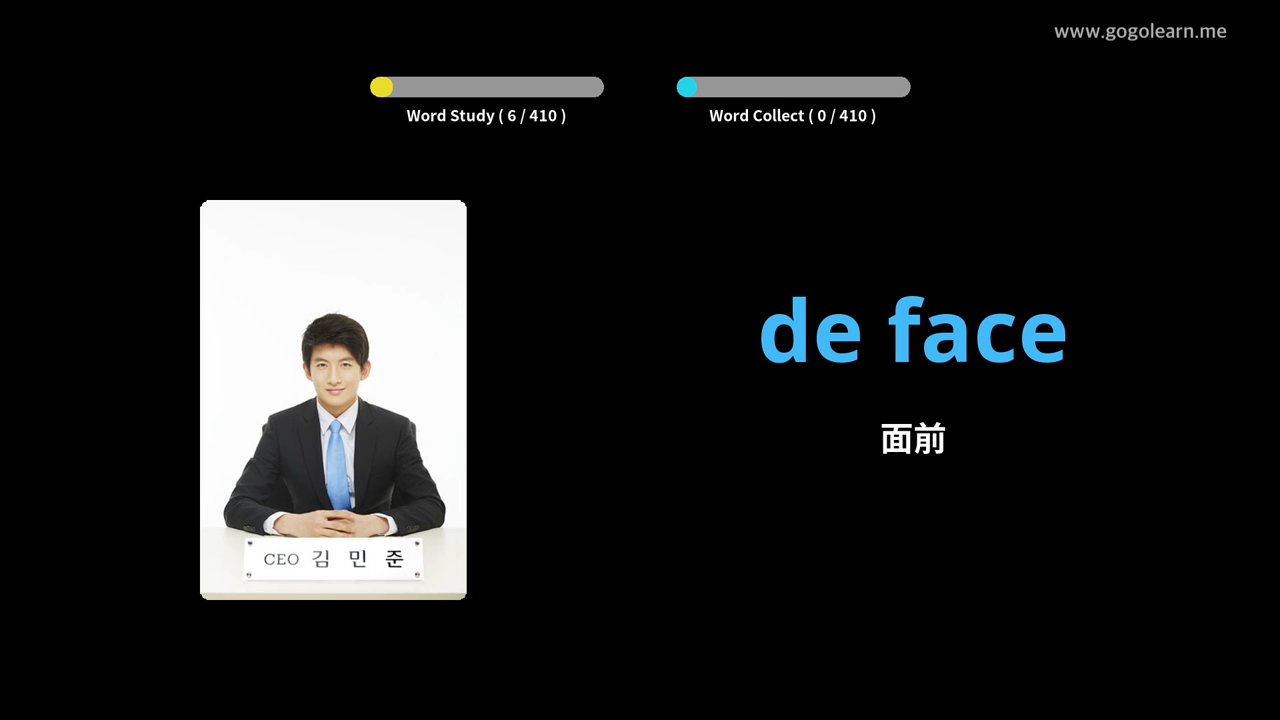 www.gogolearn.me
Word Study ( 6 / 410 )
Word Collect ( 0 / 410 )
de face
面前
CEO 김 민 준